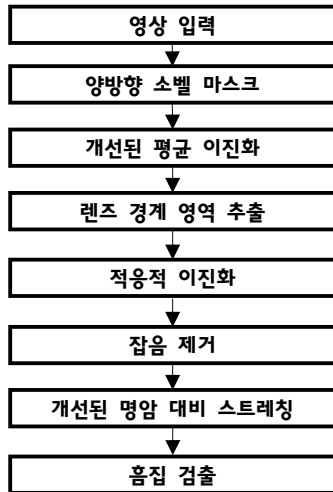 영상 입력
양방향 소벨 마스크
개선된 평균 이진화
렌즈 경계 영역 추출
적응적 이진화
잡음 제거
개선된 명암 대비 스트레칭
흠집 검출